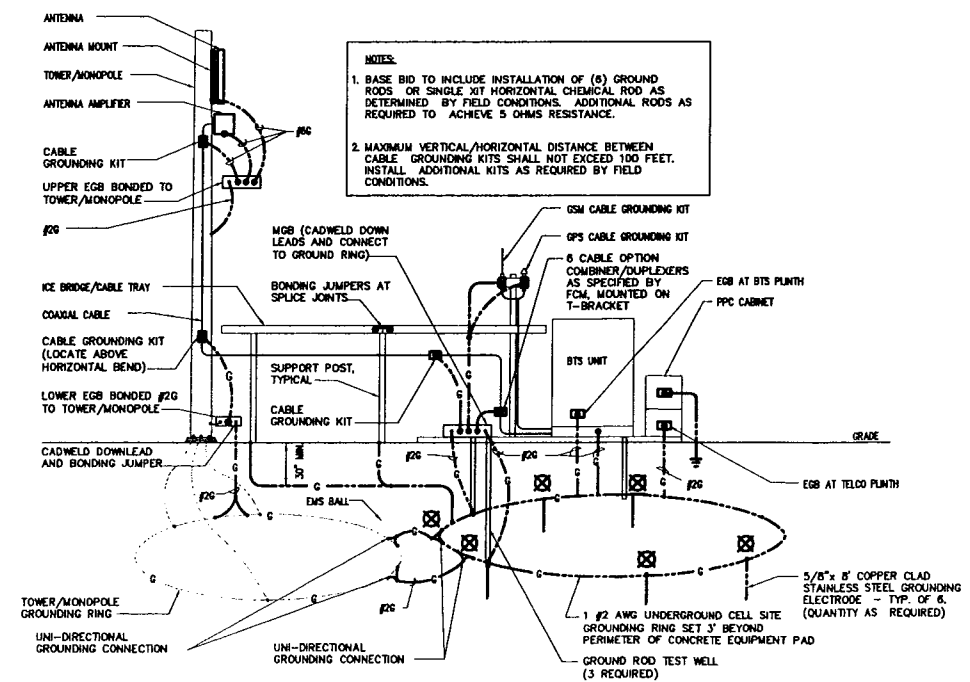 ANTENNA
ANTENNA MOUNT
TOWER/MONOPOLE
ANTENNA AMPLIFIER
#6G
CABLE
GROUNDING KIT
UPPER EGB BONDED TO
TOWER/MONOPOLE
#2G
NOTES:
1. BASE BID TO INCLUDE INSTALLATION OF (6) GROUND
RODS OR SINGLE XIT HORIZONTAL CHEMICAL ROD AS
DETERMINED BY FIELD CONDITIONS. ADDITIONAL RODS AS
REQUIRED TO ACHIEVE 5 OHMS RESISTANCE.
2. MAXIMUM VERTICAL/HORIZONTAL DISTANCE BETWEEN
CABLE GROUNDING KITS SHALL NOT EXCEED 100 FEET.
INSTALL ADDITIONAL KITS AS REQUIRED BY FIELD
CONDITIONS.
GSM CABLE GROUNDING KIT
MGB (CADWELD DOWN
LEADS AND CONNECT
TO GROUND RING)
GPS CABLE GROUNDING KIT
6 CABLE OPTION
COMBINER/DUPLEXERS
AS SPECIFIED BY
FCM, MOUNTED ON
T-BRACKET
EGB AT BTS PLINTH
PPC CABINET
ICE BRIDGE/CABLE TRAY
BONDING JUMPERS AT
SPLICE JOINTS
COAXIAL CABLE
CABLE GROUNDING KIT
(LOCATE ABOVE
HORIZONTAL BEND)
SUPPORT POST,
TYPICAL
BTS UNIT
G
G
LOWER EGB BONDED #2G
TO TOWER/MONOPOLE
CABLE
GROUNDING KIT
GRADE
CADWELD DOWNLEAD
AND BONDING JUMPER
30" MIN.
#2G
#2G
#2G
EGB AT TELCO PLINTH
G
G
G
G
G
G
G
G
#2G
EMS BALL
G
G
G
G
G
G
G
#2G
5/8"x 8' COPPER CLAD
STAINLESS STEEL GROUNDING
ELECTRODE - TYP. OF 6.
(QUANTITY AS REQUIRED)
TOWER/MONOPOLE
GROUNDING RING
1 #2 AWG UNDERGROUND CELL SITE
GROUNDING RING SET 3' BEYOND
PERIMETER OF CONCRETE EQUIPMENT PAD
UNI-DIRECTIONAL
GROUNDING CONNECTION
UNI-DIRECTIONAL
GROUNDING CONNECTION
GROUND ROD TEST WELL
(3 REQUIRED)